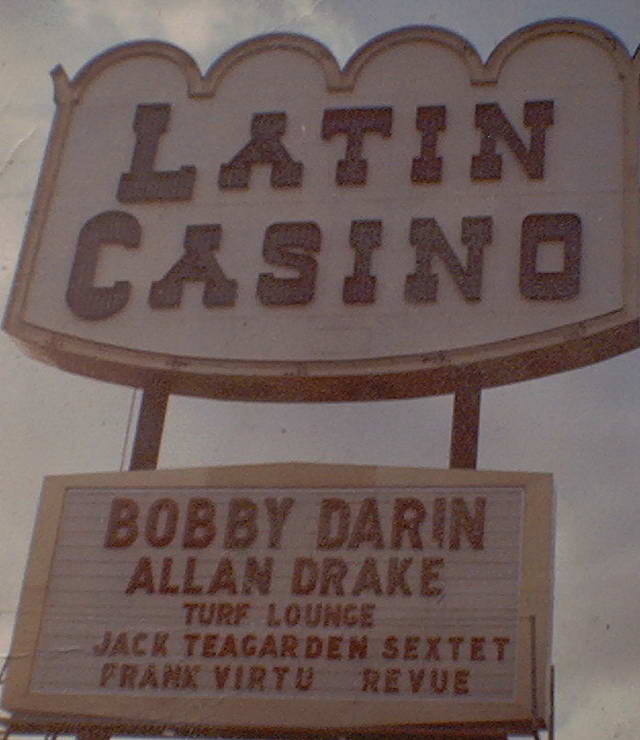 LATIN
CASINO
BOBBY DARIN
ALLAN DRAKE
TURF LOUNGE
JACK TEAGARDEN SEXTET
FRANK VIRTU REVUE